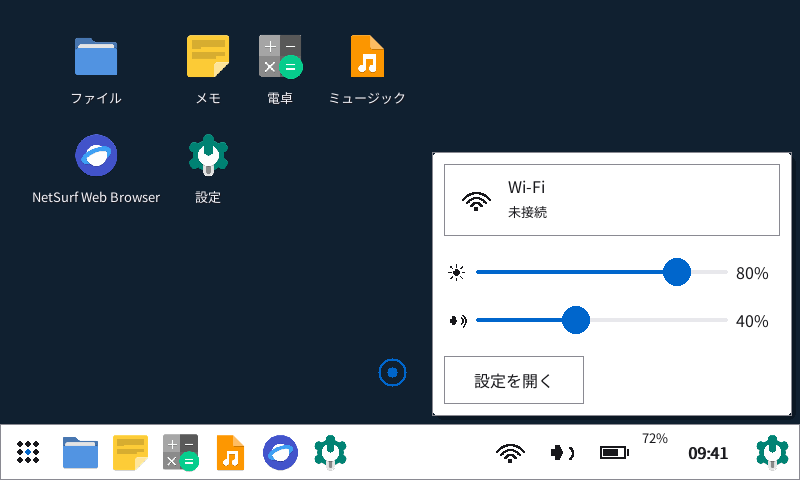 ファイル
メモ
電卓
ミュージック
NetSurf Web Browser
設定
Wi-Fi
未接続
80%
40%
設定を開く
72%
09:41